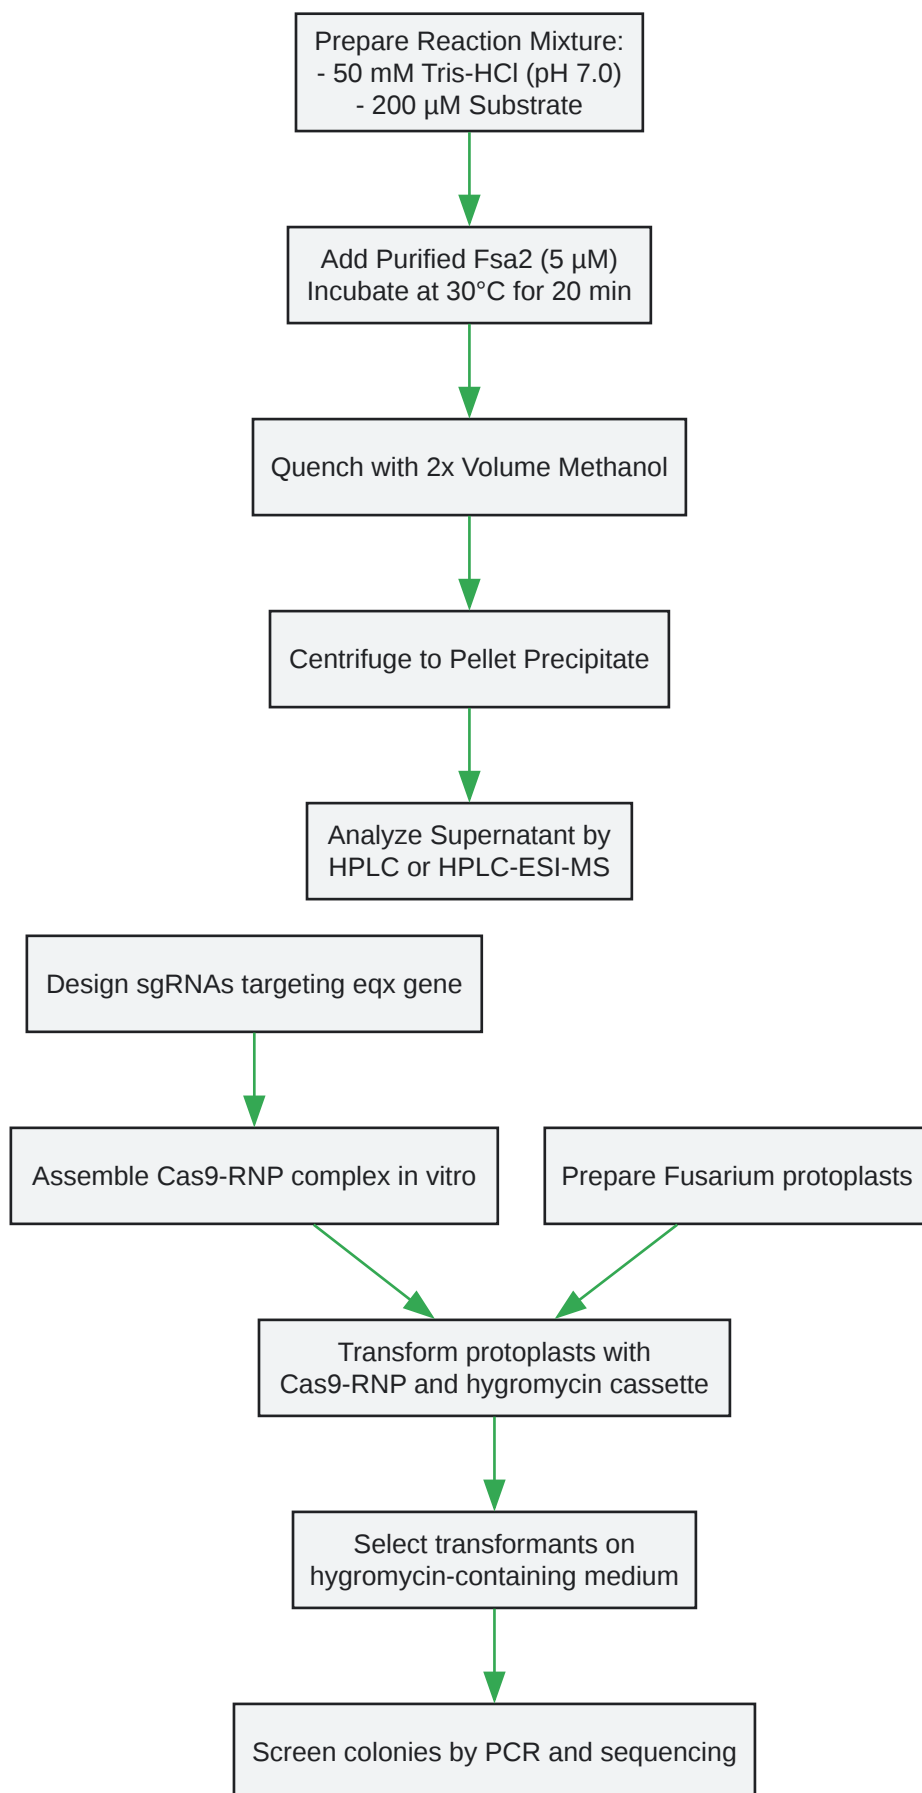 Prepare Reaction Mixture:
- 50 mM Tris-HCl (pH 7.0)
- 200 µM Substrate
Add Purified Fsa2 (5 µM)
Incubate at 30°C for 20 min
Quench with 2x Volume Methanol
Centrifuge to Pellet Precipitate
Analyze Supernatant by
HPLC or HPLC-ESI-MS
Design sgRNAs targeting eqx gene
Assemble Cas9-RNP complex in vitro
Prepare Fusarium protoplasts
Transform protoplasts with
Cas9-RNP and hygromycin cassette
Select transformants on
hygromycin-containing medium
Screen colonies by PCR and sequencing